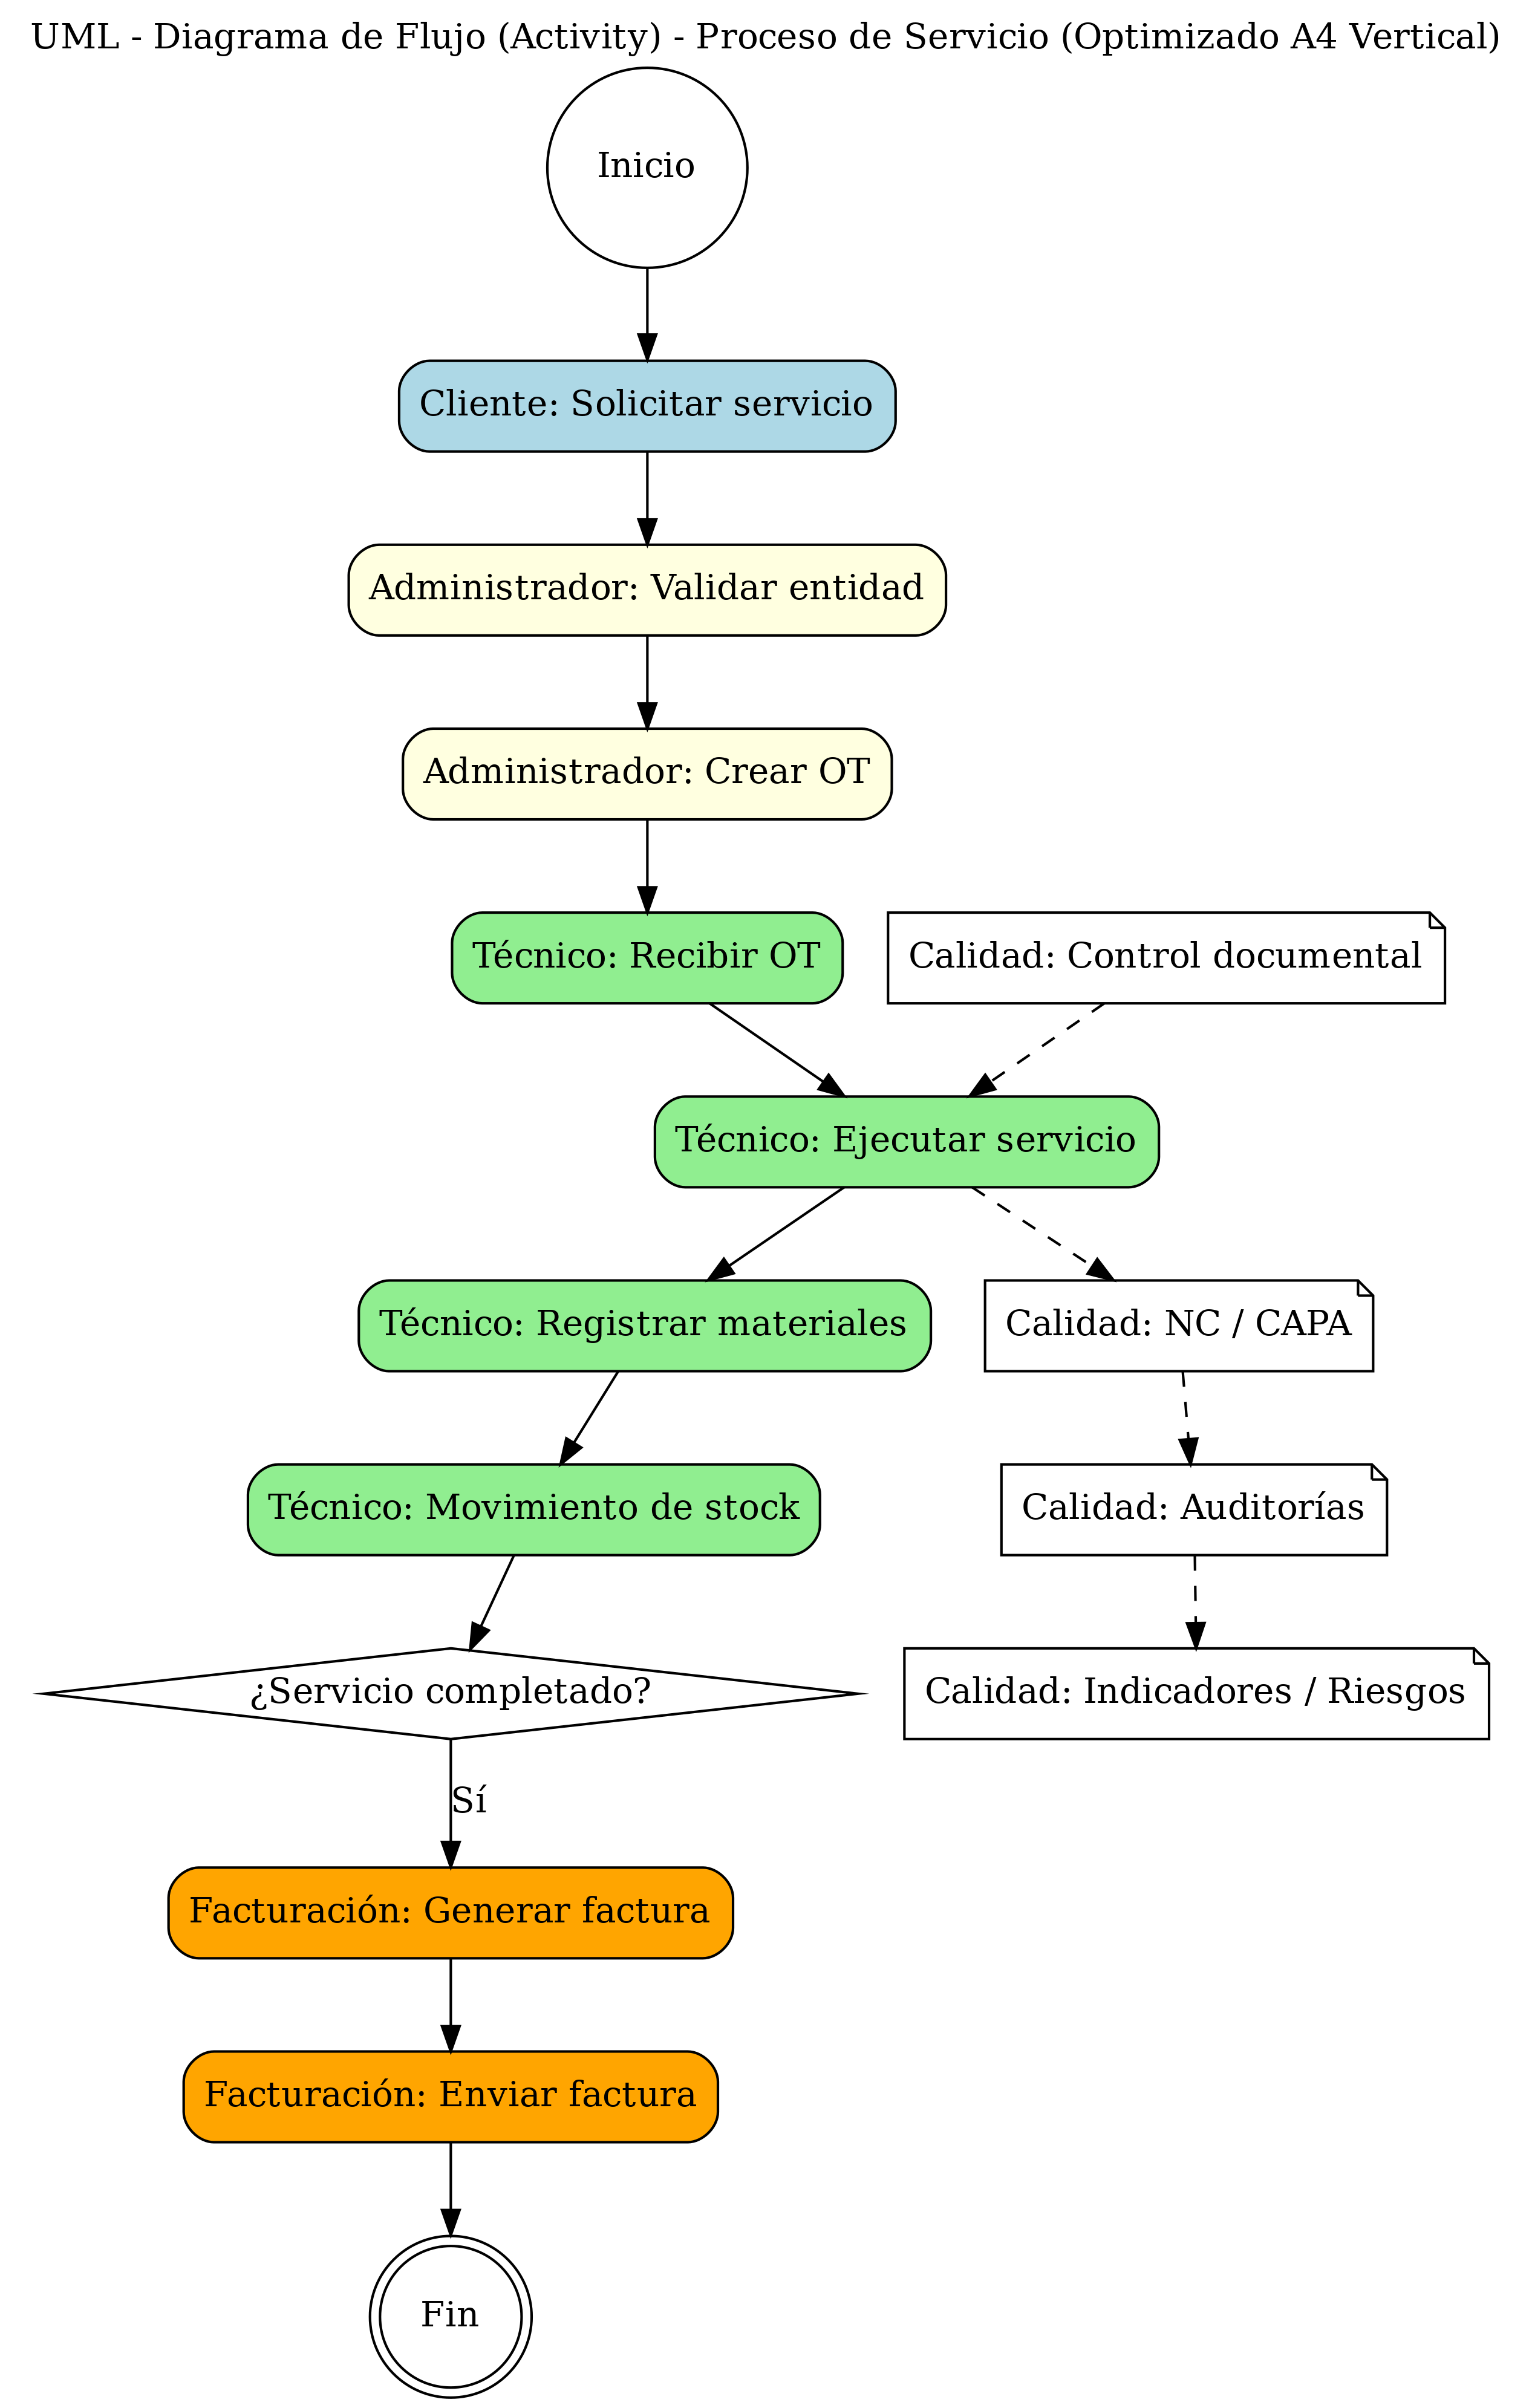 UML - Diagrama de Flujo (Activity) - Proceso de Servicio (Optimizado A4 Vertical)
Inicio
Cliente: Solicitar servicio
Administrador: Validar entidad
Administrador: Crear OT
Técnico: Recibir OT
Calidad: Control documental
Técnico: Ejecutar servicio
Técnico: Registrar materiales
Calidad: NC / CAPA
Técnico: Movimiento de stock
Calidad: Auditorías
¿Servicio completado?
Calidad: Indicadores / Riesgos
Sí
Facturación: Generar factura
Facturación: Enviar factura
Fin